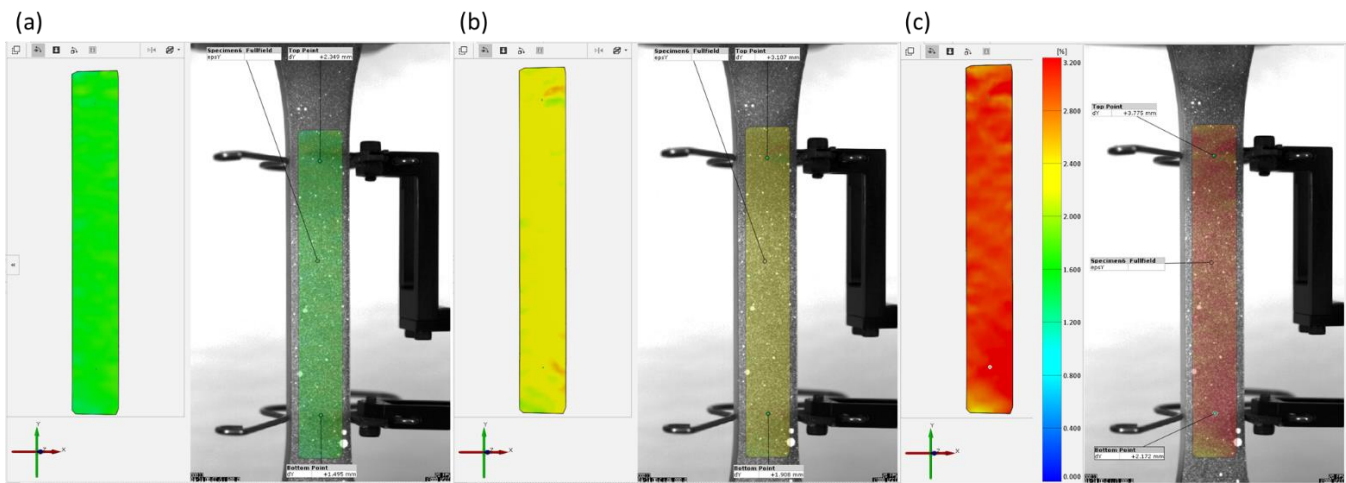 (a)
(b)
(c)
Specimen6_Fullfield
epsY
Top Point
dY +2.349 mm
Bottom Point
dY +1.495 mm
Y
X
Specimen6_Fullfield
epsY
Top Point
dY +3.107 mm
Bottom Point
dY +1.908 mm
Y
X
[%]
3.200
2.800
2.400
2.000
1.600
1.200
0.800
0.400
0.000
Top Point
dY +3.775 mm
Specimen6_Fullfield
epsY
Bottom Point
dY +2.172 mm
Y
X